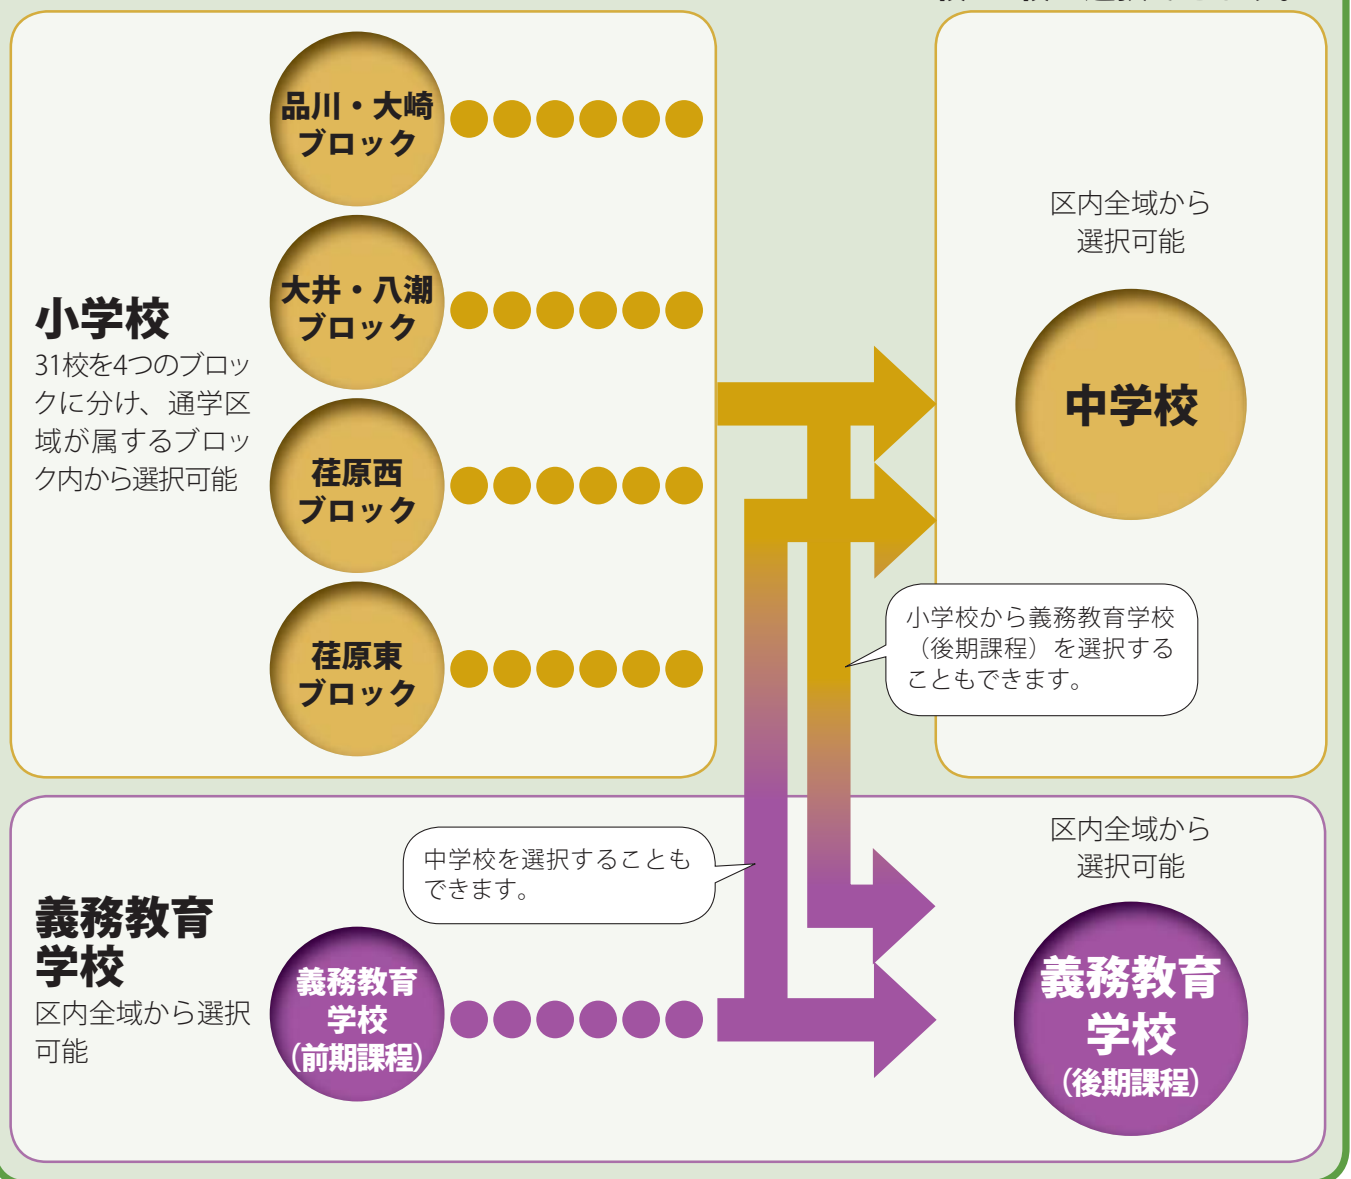 小学校
31校を4つのブロッ
クに分け、通学区
域が属するブロッ
ク内から選択可能
品川・大崎
ブロック
大井・八潮
ブロック
荏原西
ブロック
荏原東
ブロック
区内全域から
選択可能
中学校
小学校から義務教育学校
（後期課程）を選択する
こともできます。
義務教育
学校
区内全域から選択
可能
義務教育
学校
（前期課程）
中学校を選択することも
できます。
区内全域から
選択可能
義務教育
学校
（後期課程）